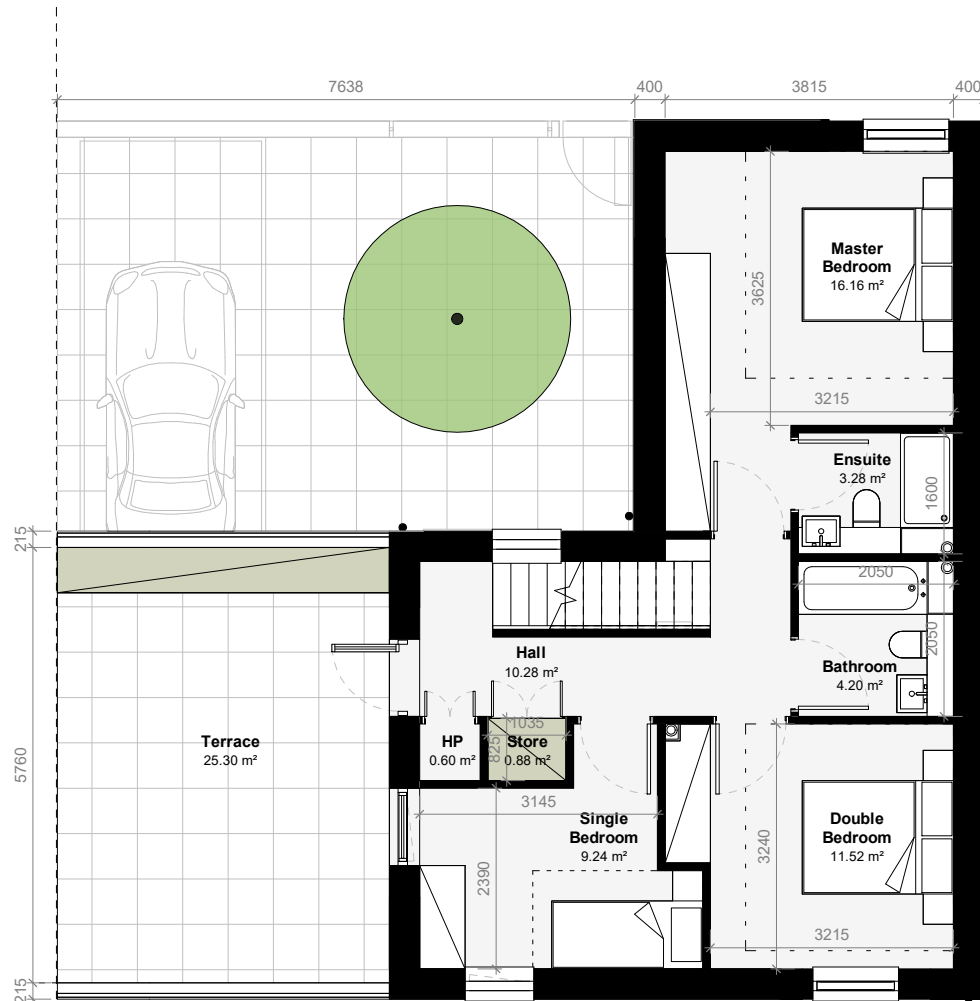 7638
400
3815
400
Master
Bedroom
16.16 m²
3625
3215
Ensuite
3.28 m²
1600
215
2050
Hall
10.28 m²
2050
Bathroom
4.20 m²
1035
HP
0.60 m²
825
Store
0.88 m²
Terrace
25.30 m²
5760
3145
Single
Bedroom
9.24 m²
2390
3240
Double
Bedroom
11.52 m²
3215
215